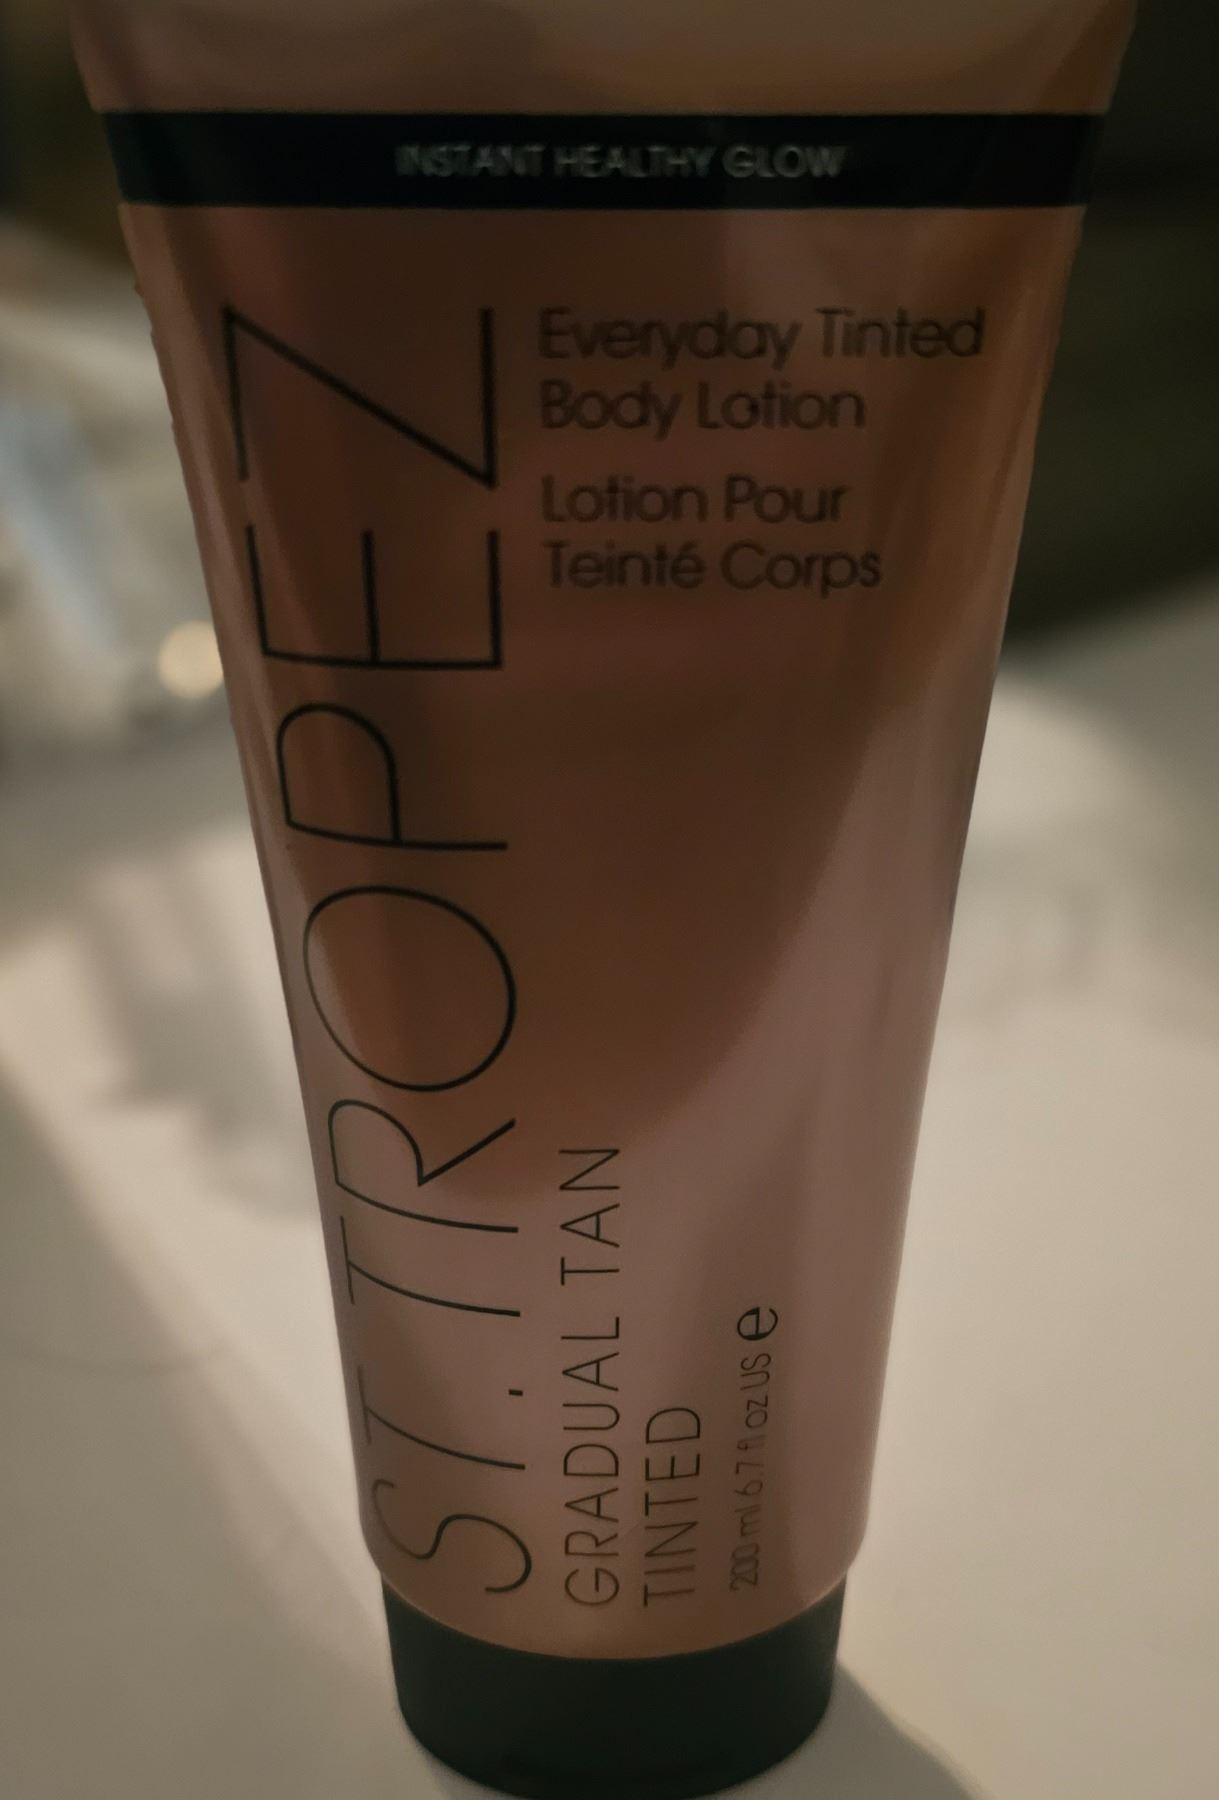 INSTANT HEALTHY GLOW
ST. TROPEZ
Everyday Tinted
Body Lotion
Lotion Pour
Teinté Corps
GRADUAL TAN
TINTED
200 ml 6.7 fl oz US e